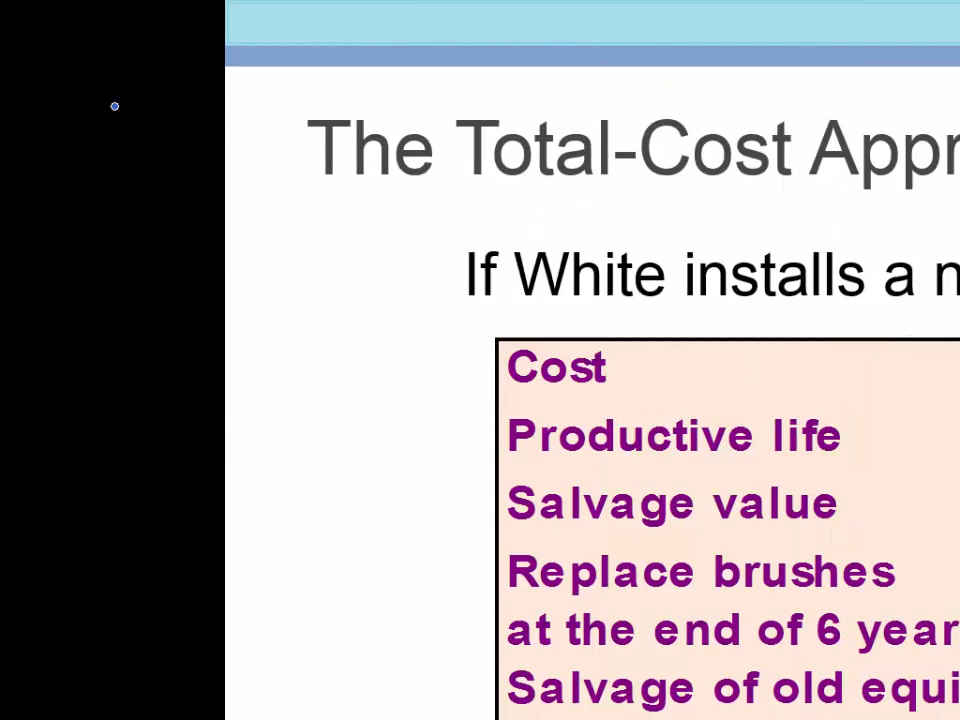 The Total-Cost Appr
If White installs a n
Cost
Productive life
Salvage value
Replace brushes
at the end of 6 year
Salvage of old equi